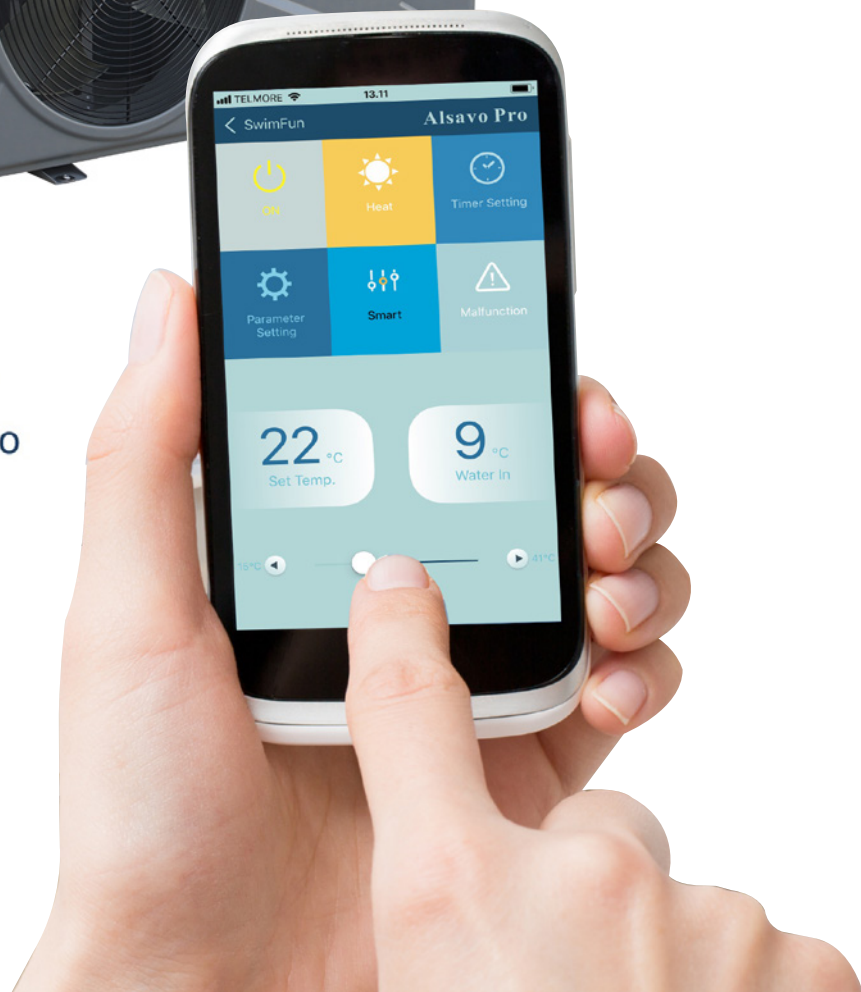 TELMORE 13.11
SwimFun Alsavo Pro
ON
Heat
Timer Setting
Parameter
Setting
Smart
Malfunction
22 °C
Set Temp.
9 °C
Water In
15°C
41°C
o